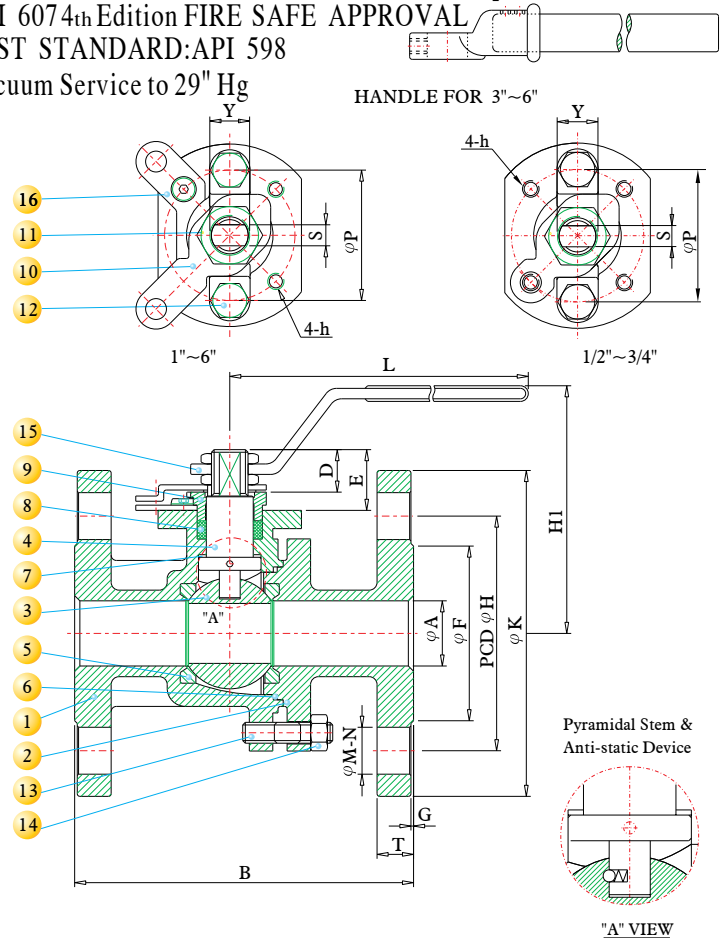 I 6074th Edition FIRE SAFE APPROVAL
ST STANDARD:API 598
cuum Service to 29" Hg
HANDLE FOR 3"~6"
Y
Y
4-h
16
11
S
φP
S
φP
10
12
4-h
1"~6"
1/2"~3/4"
L
15
9
D
E
8
4
7
H1
3
"A"
φA
φF
PCD φH
φK
5
6
1
Pyramidal Stem &
Anti-static Device
2
φM-N
13
14
G
T
B
"A" VIEW